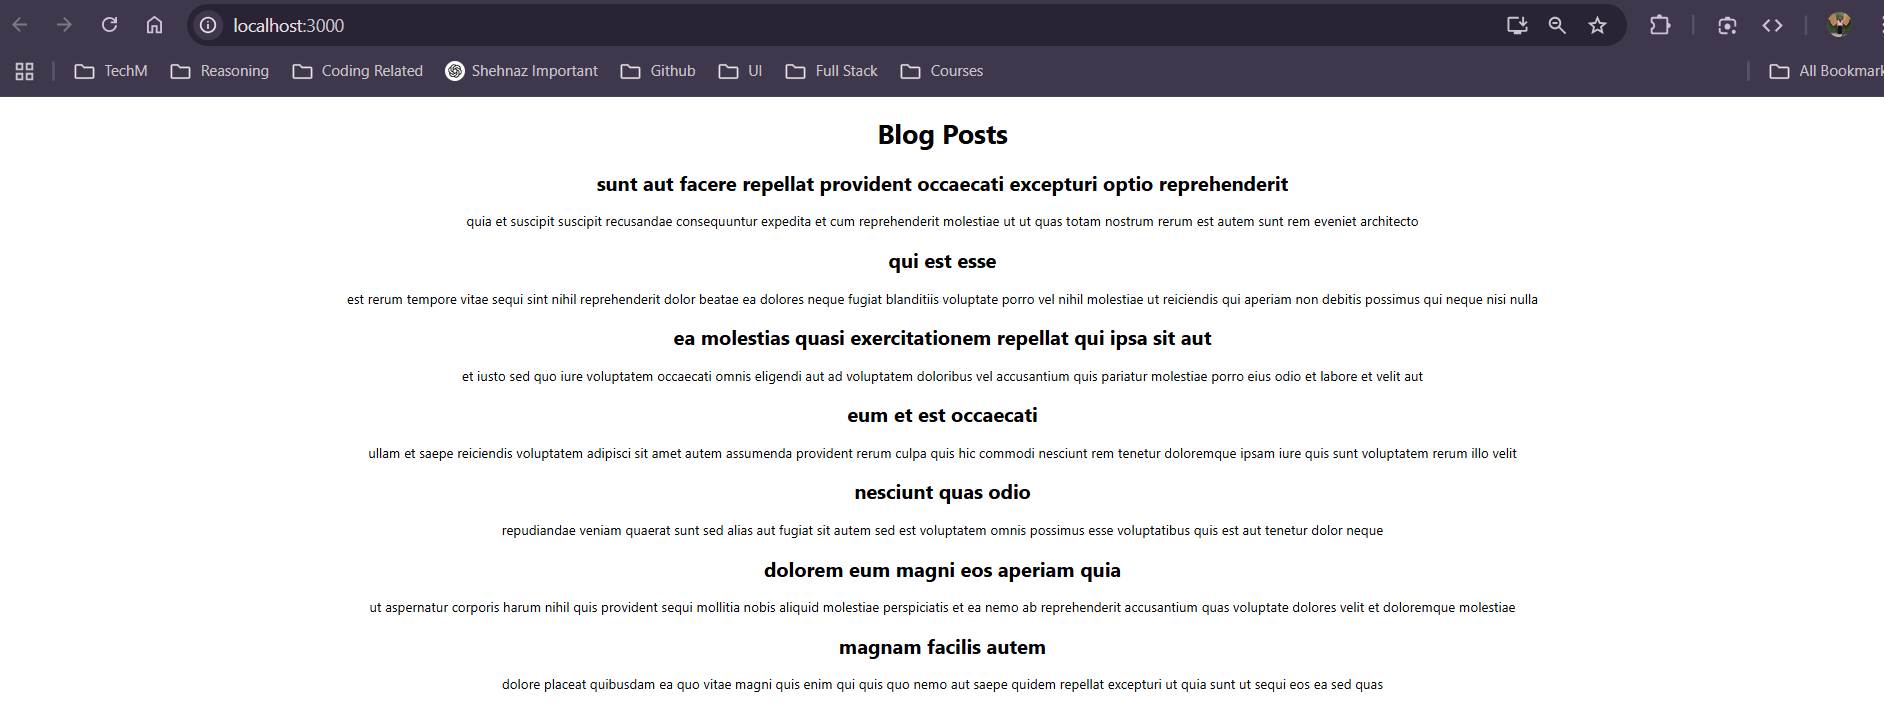 localhost:3000
TechM Reasoning Coding Related Shehnaz Important Github UI Full Stack Courses All Bookmark
Blog Posts
sunt aut facere repellat provident occaecati excepturi optio reprehenderit
quia et suscipit suscipit recusandae consequuntur expedita et cum reprehenderit molestiae ut ut quas totam nostrum rerum est autem sunt rem eveniet architecto
qui est esse
est rerum tempore vitae sequi sint nihil reprehenderit dolor beatae ea dolores neque fugiat blanditiis voluptate porro vel nihil molestiae ut reiciendis qui aperiam non debitis possimus qui neque nisi nulla
ea molestias quasi exercitationem repellat qui ipsa sit aut
et iusto sed quo iure voluptatem occaecati omnis eligendi aut ad voluptatem doloribus vel accusantium quis pariatur molestiae porro eius odio et labore et velit aut
eum et est occaecati
ullam et saepe reiciendis voluptatem adipisci sit amet autem assumenda provident rerum culpa quis hic commodi nesciunt rem tenetur doloremque ipsam iure quis sunt voluptatem rerum illo velit
nesciunt quas odio
repudiandae veniam quaerat sunt sed alias aut fugiat sit autem sed est voluptatem omnis possimus esse voluptatibus quis est aut tenetur dolor neque
dolorem eum magni eos aperiam quia
ut aspernatur corporis harum nihil quis provident sequi mollitia nobis aliquid molestiae perspiciatis et ea nemo ab reprehenderit accusantium quas voluptate dolores velit et doloremque molestiae
magnam facilis autem
dolore placeat quibusdam ea quo vitae magni quis enim qui quis quo nemo aut saepe quidem repellat excepturi ut quia sunt ut sequi eos ea sed quas